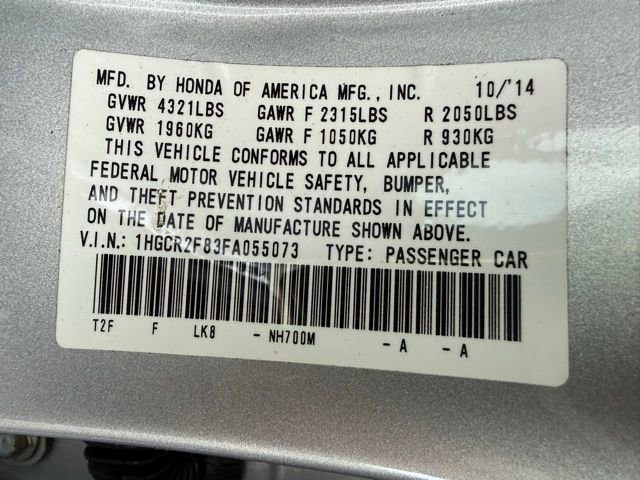 MFD. BY HONDA OF AMERICA MFG., INC. 10/'14
GVWR 4321LBS GAWR F 2315LBS R 2050LBS
GVWR 1960KG GAWR F 1050KG R 930KG
THIS VEHICLE CONFORMS TO ALL APPLICABLE
FEDERAL MOTOR VEHICLE SAFETY, BUMPER,
AND THEFT PREVENTION STANDARDS IN EFFECT
ON THE DATE OF MANUFACTURE SHOWN ABOVE.
V.I.N.: 1HGCR2F83FA055073 TYPE: PASSENGER CAR
T2F F LK8 - NH700M - A - A